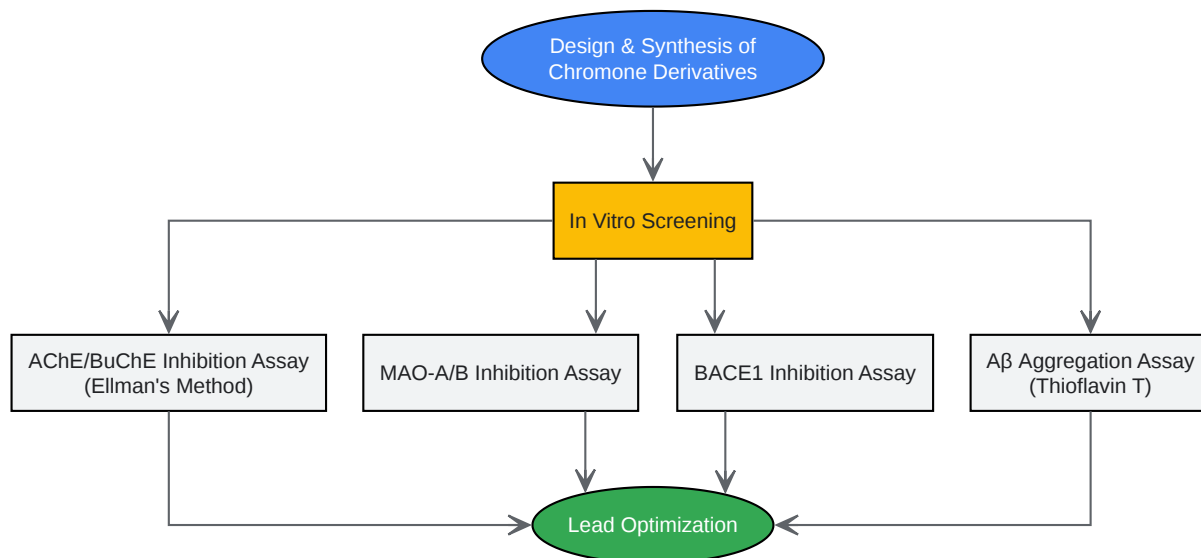 Design & Synthesis of
Chromone Derivatives
In Vitro Screening
AChE/BuChE Inhibition Assay
(Ellman's Method)
MAO-A/B Inhibition Assay
BACE1 Inhibition Assay
Aβ Aggregation Assay
(Thioflavin T)
Lead Optimization